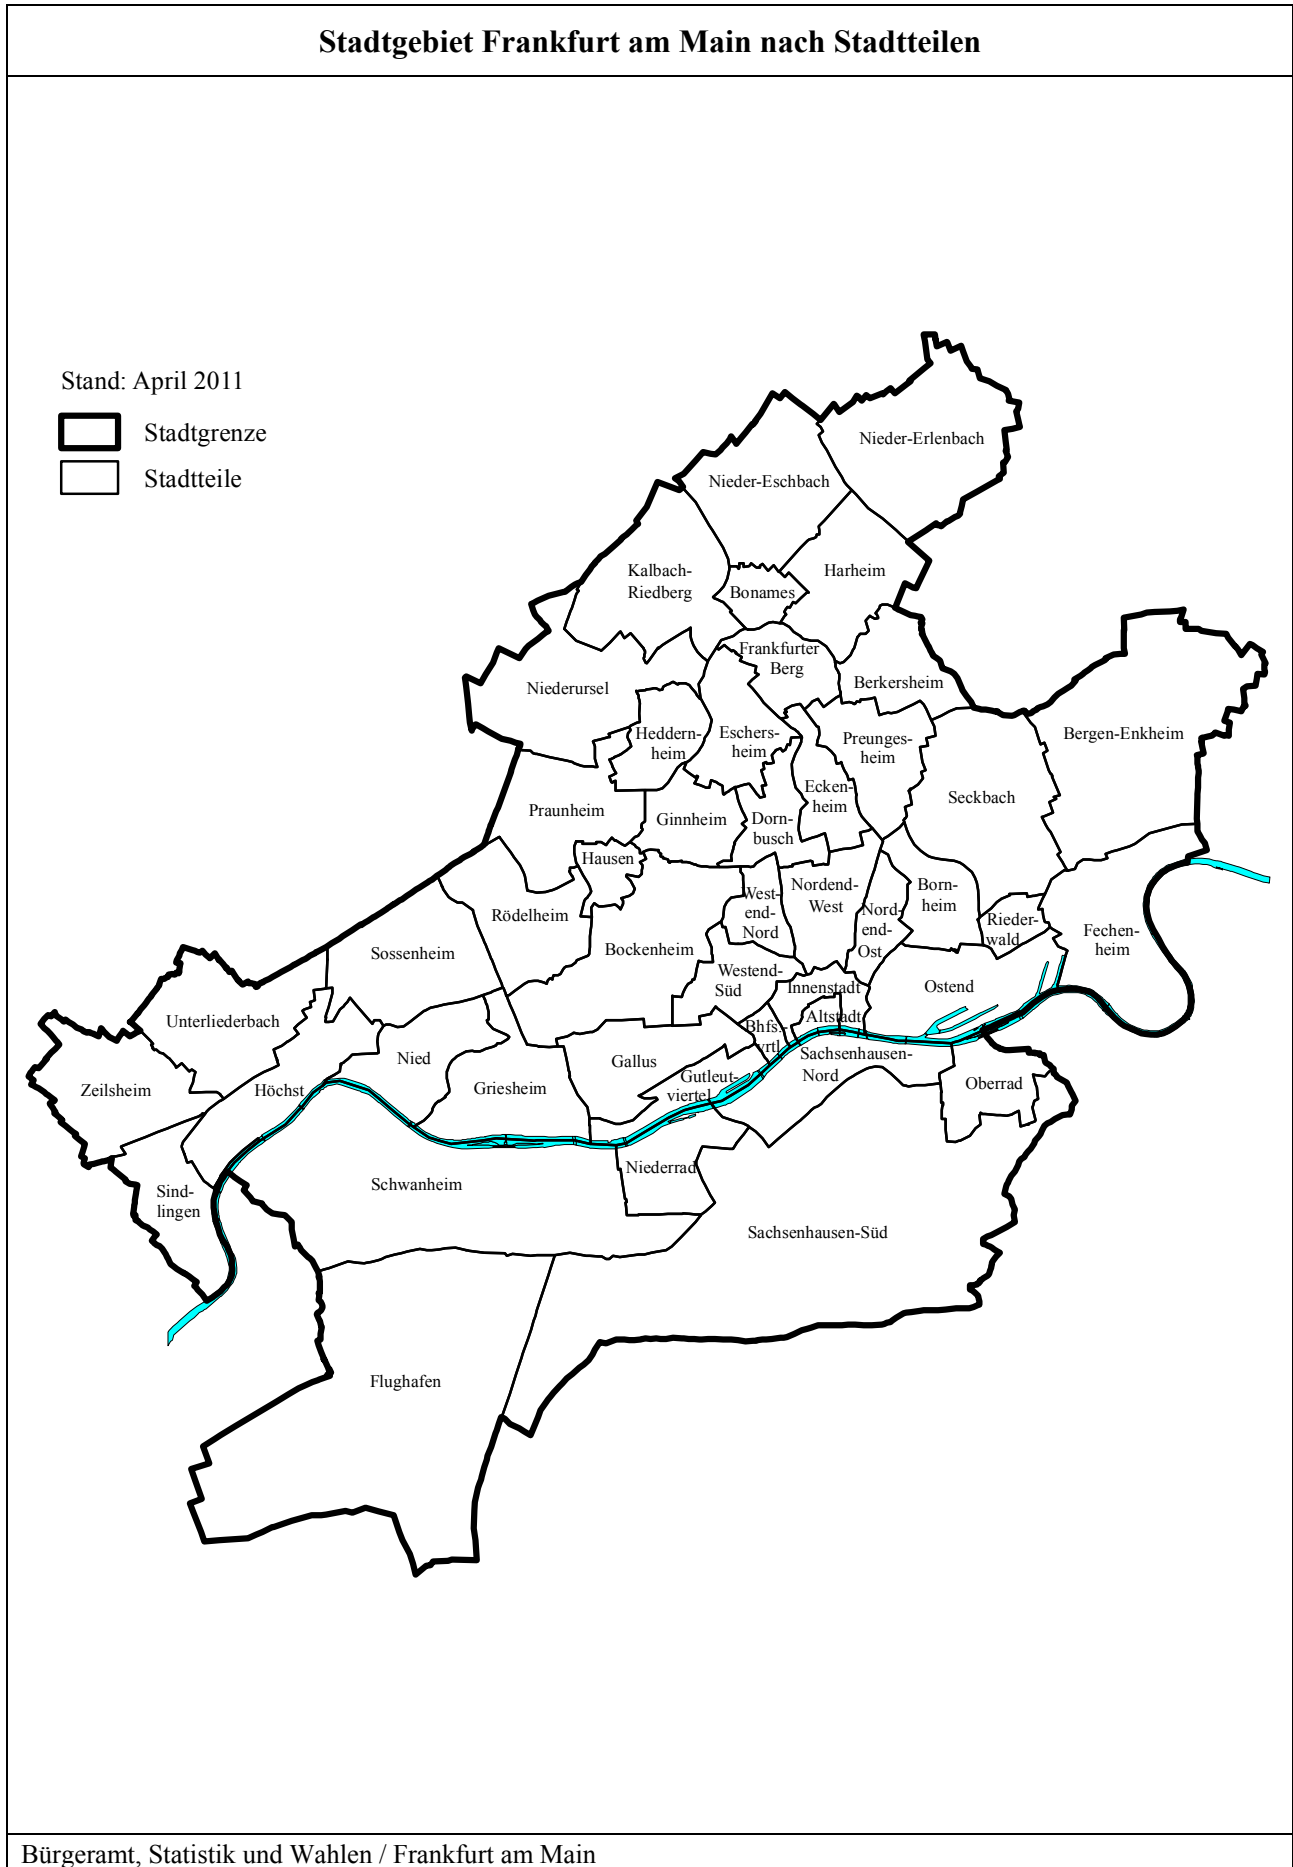 Stadtgebiet Frankfurt am Main nach Stadtteilen
Stand: April 2011
Stadtgrenze
Stadtteile
Nieder-Erlenbach
Nieder-Eschbach
Kalbach-
Riedberg
Harheim
Bonames
Frankfurter
Berg
Berkersheim
Niederursel
Heddern-
heim
Eschers-
heim
Preunges-
heim
Bergen-Enkheim
Seckbach
Ecken-
heim
Praunheim
Ginnheim
Dorn-
busch
Hausen
Rödelheim
West-
end-
Nord
Nordend-
West
Nord-
end-
Ost
Born-
heim
Rieder-
wald
Fechen-
heim
Sossenheim
Bockenheim
Westend-
Süd
Innenstadt
Ostend
Unterliederbach
Altstadt
Bhfs.-
vrtl.
Nied
Gallus
Sachsenhausen-
Nord
Zeilsheim
Höchst
Griesheim
Gutleut-
viertel
Oberrad
Sind-
lingen
Schwanheim
Niederrad
Sachsenhausen-Süd
Flughafen
Bürgeramt, Statistik und Wahlen / Frankfurt am Main